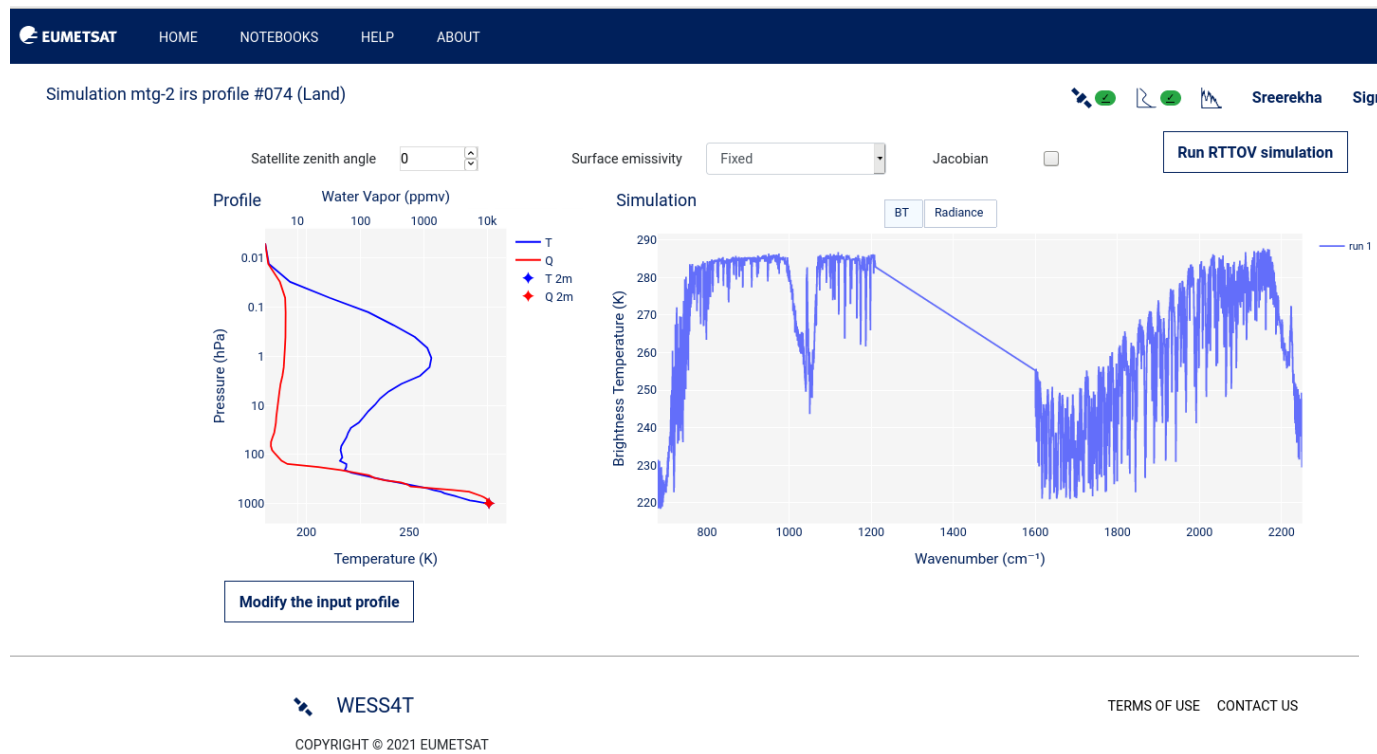 EUMETSAT HOME NOTEBOOKS HELP ABOUT
Simulation mtg-2 irs profile #074 (Land)
Sreerekha Sig
Satellite zenith angle 0 Surface emissivity Fixed Jacobian Run RTTOV simulation
Profile
Water Vapor (ppmv)
10 100 1000 10k
0.01
0.1
1
10
100
1000
Pressure (hPa)
200 250
Temperature (K)
T
Q
T 2m
Q 2m
Modify the input profile
Simulation
BT Radiance
290
280
270
260
250
240
230
220
Brightness Temperature (K)
800 1000 1200 1400 1600 1800 2000 2200
Wavenumber (cm⁻¹)
run 1
WESS4T
TERMS OF USE CONTACT US
COPYRIGHT © 2021 EUMETSAT